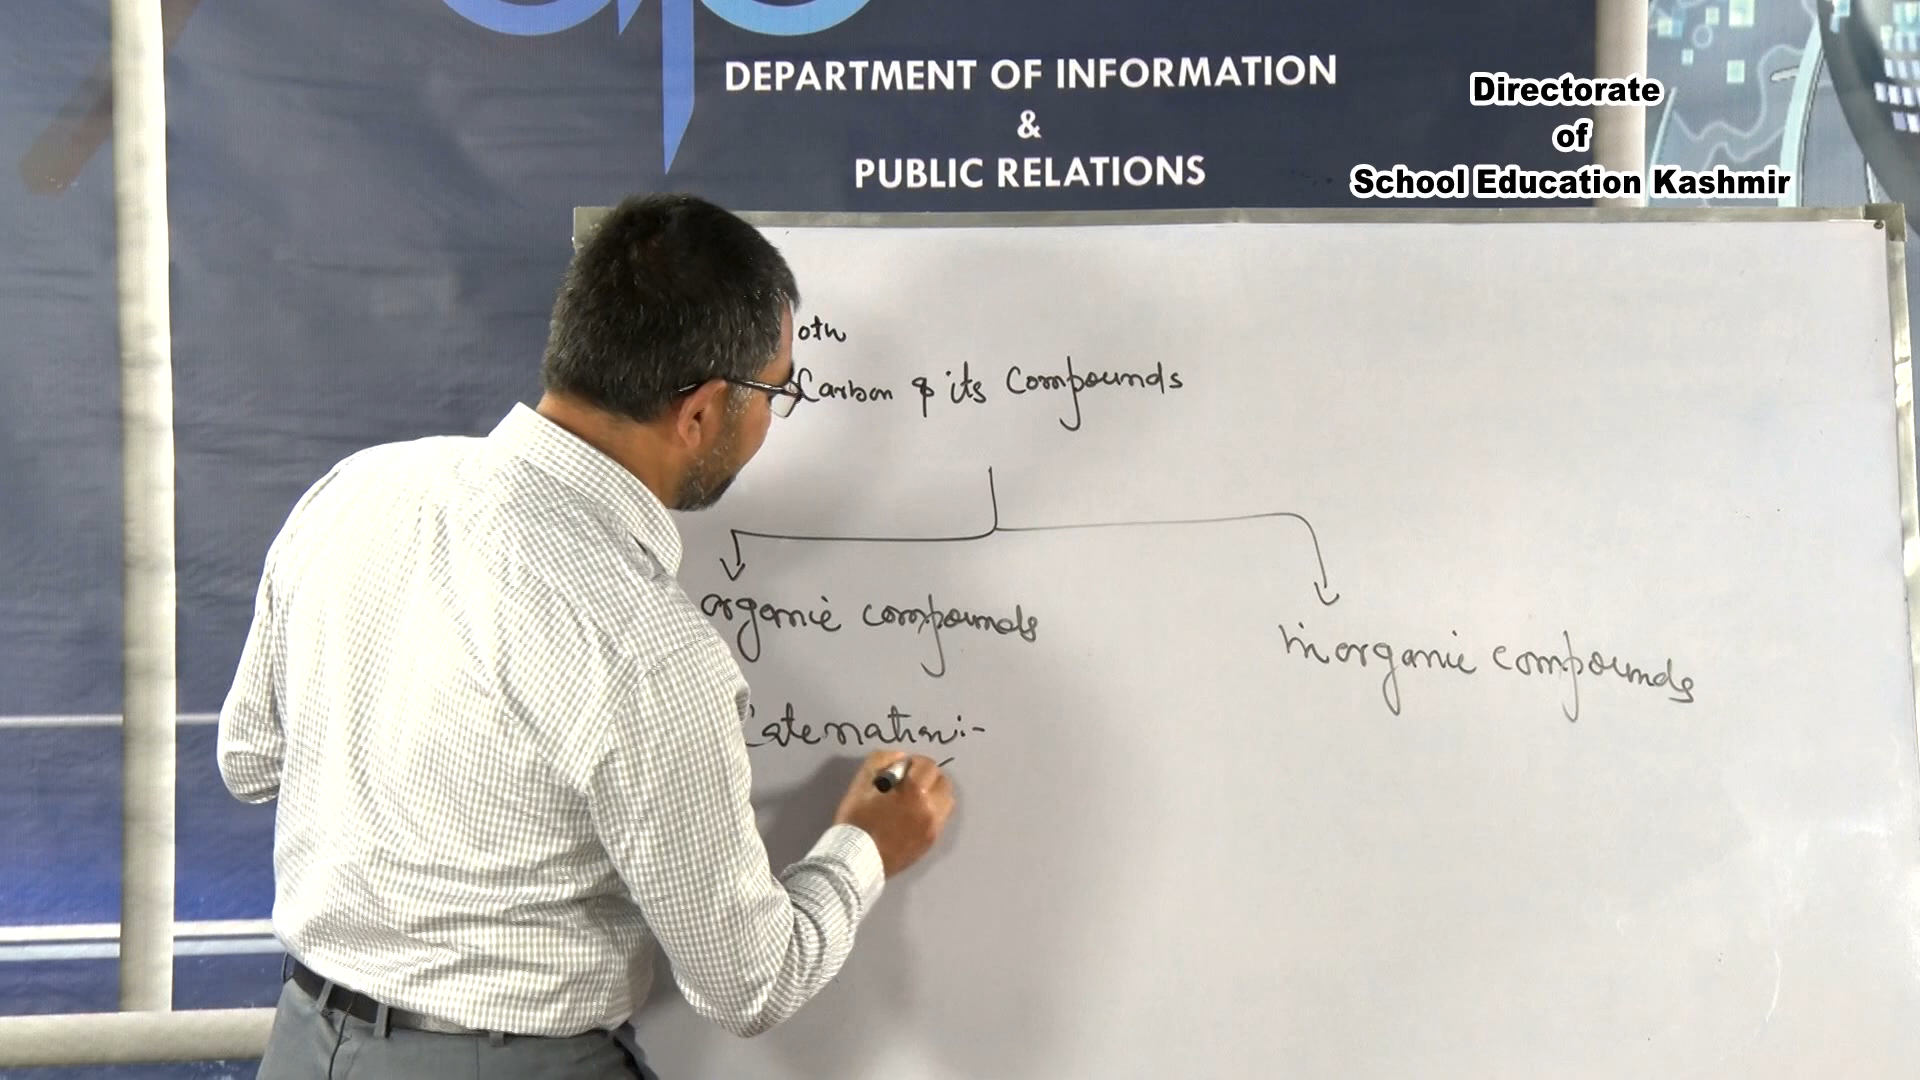 DEPARTMENT OF INFORMATION
&
PUBLIC RELATIONS
Directorate
of
School Education Kashmir
oth
Carbon & its Compounds
organic compounds
inorganic compounds
Catenation:-